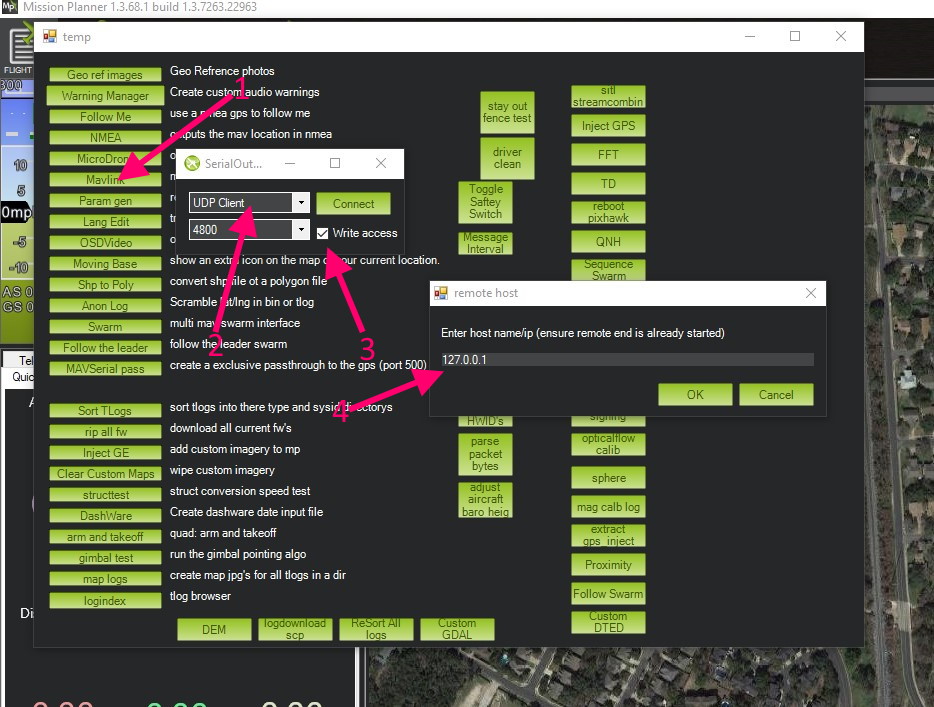 Mission Planner 1.3.68.1 build 1.3.7263.22963
temp
FLIGHT
300
10
5
0mp
-5
-10
AS 0
GS 0
Tel
Quic
Geo ref images Geo Refrence photos
Warning Manager Create custom audio warnings
Follow Me use a nmea gps to follow me
NMEA outputs the mav location in nmea
MicroDron
Mavlink
Param gen
Lang Edit
OSDVideo
Moving Base show an extra icon on the map of your current location.
Shp to Poly convert shp file ot a polygon file
Anon Log Scramble lat/lng in bin or tlog
Swarm multi mav swarm interface
Follow the leader follow the leader swarm
MAVSerial pass create a exclusive passthrough to the gps (port 500)
Sort TLogs sort tlogs into there type and sysid directorys
rip all fw download all current fw's
Inject GE add custom imagery to mp
Clear Custom Maps wipe custom imagery
structtest struct conversion speed test
DashWare Create dashware date input file
arm and takeoff quad: arm and takeoff
gimbal test run the gimbal pointing algo
map logs create map jpg's for all tlogs in a dir
logindex tlog browser
DEM
logdownload
scp
ReSort All
logs
Custom
GDAL
1
2
3
4
SerialOut...
UDP Client
Connect
4800
Write access
stay out
fence test
driver
clean
Toggle
Saftey
Switch
Message
Interval
HWID's
parse
packet
bytes
adjust
aircraft
baro heig
sitl
streamcombin
Inject GPS
FFT
TD
reboot
pixhawk
QNH
Sequence
Swarm
remote host
Enter host name/ip (ensure remote end is already started)
127.0.0.1
OK
Cancel
signing
opticalflow
calib
sphere
mag calb log
extract
gps_inject
Proximity
Follow Swarm
Custom
DTED